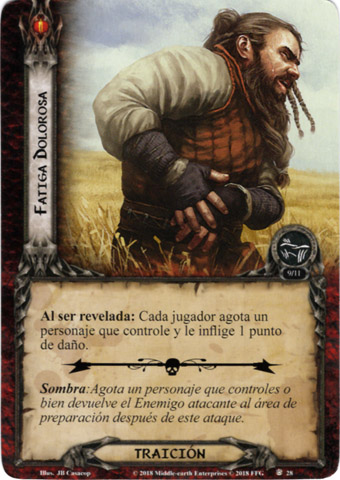 FATIGA DOLOROSA
9/11
Al ser revelada: Cada jugador agota un
personaje que controle y le inflige 1 punto
de daño.
Sombra:Agota un personaje que controles o
bien devuelve el Enemigo atacante al área de
preparación después de este ataque.
TRAICIÓN
Illus. JB Casacop
© 2018 Middle-earth Enterprises © 2018 FFG
28